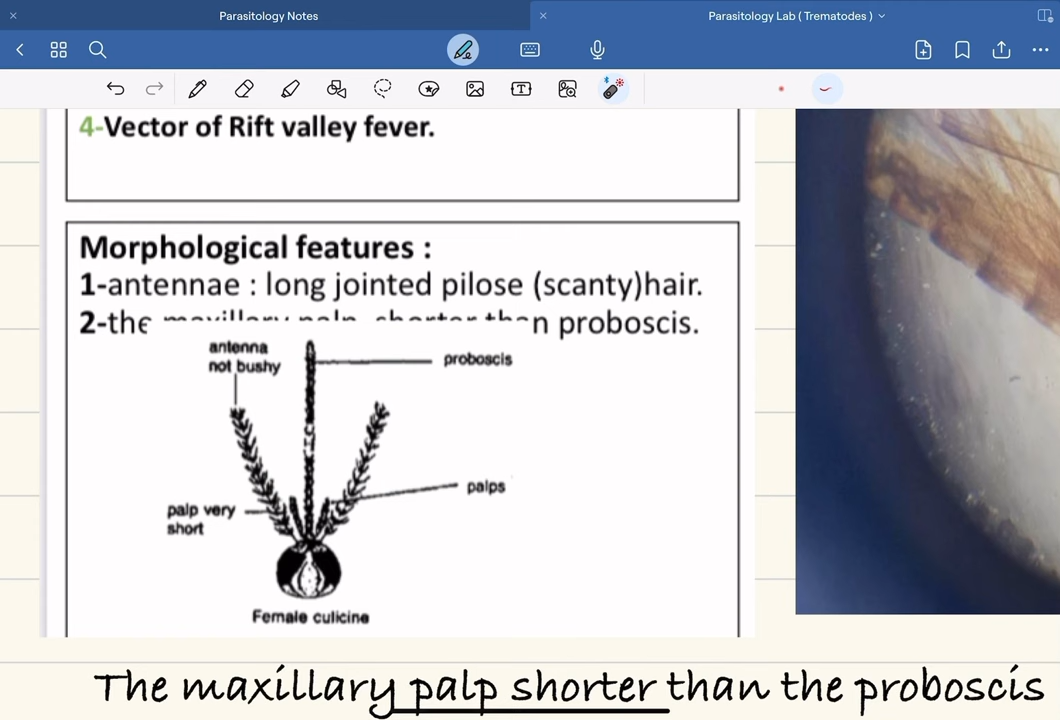 Parasitology Notes
Parasitology Lab ( Trematodes )
4-Vector of Rift valley fever.
Morphological features :
1-antennae : long jointed pilose (scanty)hair.
2-the maxillary palp shorter than proboscis.
antenna
not bushy
proboscis
palps
palp very
short
Female culicine
The maxillary palp shorter than the proboscis